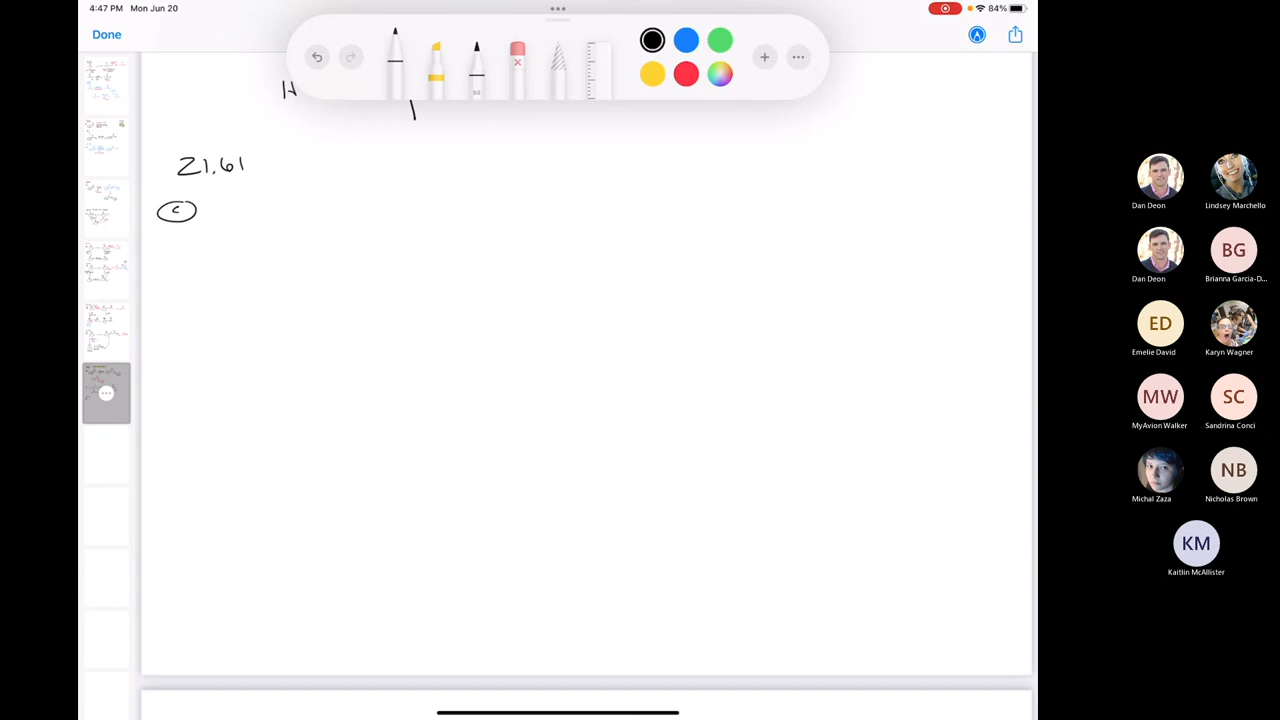 4:47 PM Mon Jun 20
84%
Done
50
21.61
c
Dan Deon
Lindsey Marchello
BG
Dan Deon
Brianna Garcia-D...
ED
Emelie David
Karyn Wagner
MW
SC
MyAvion Walker
Sandrina Conci
NB
Michal Zaza
Nicholas Brown
KM
Kaitlin McAllister